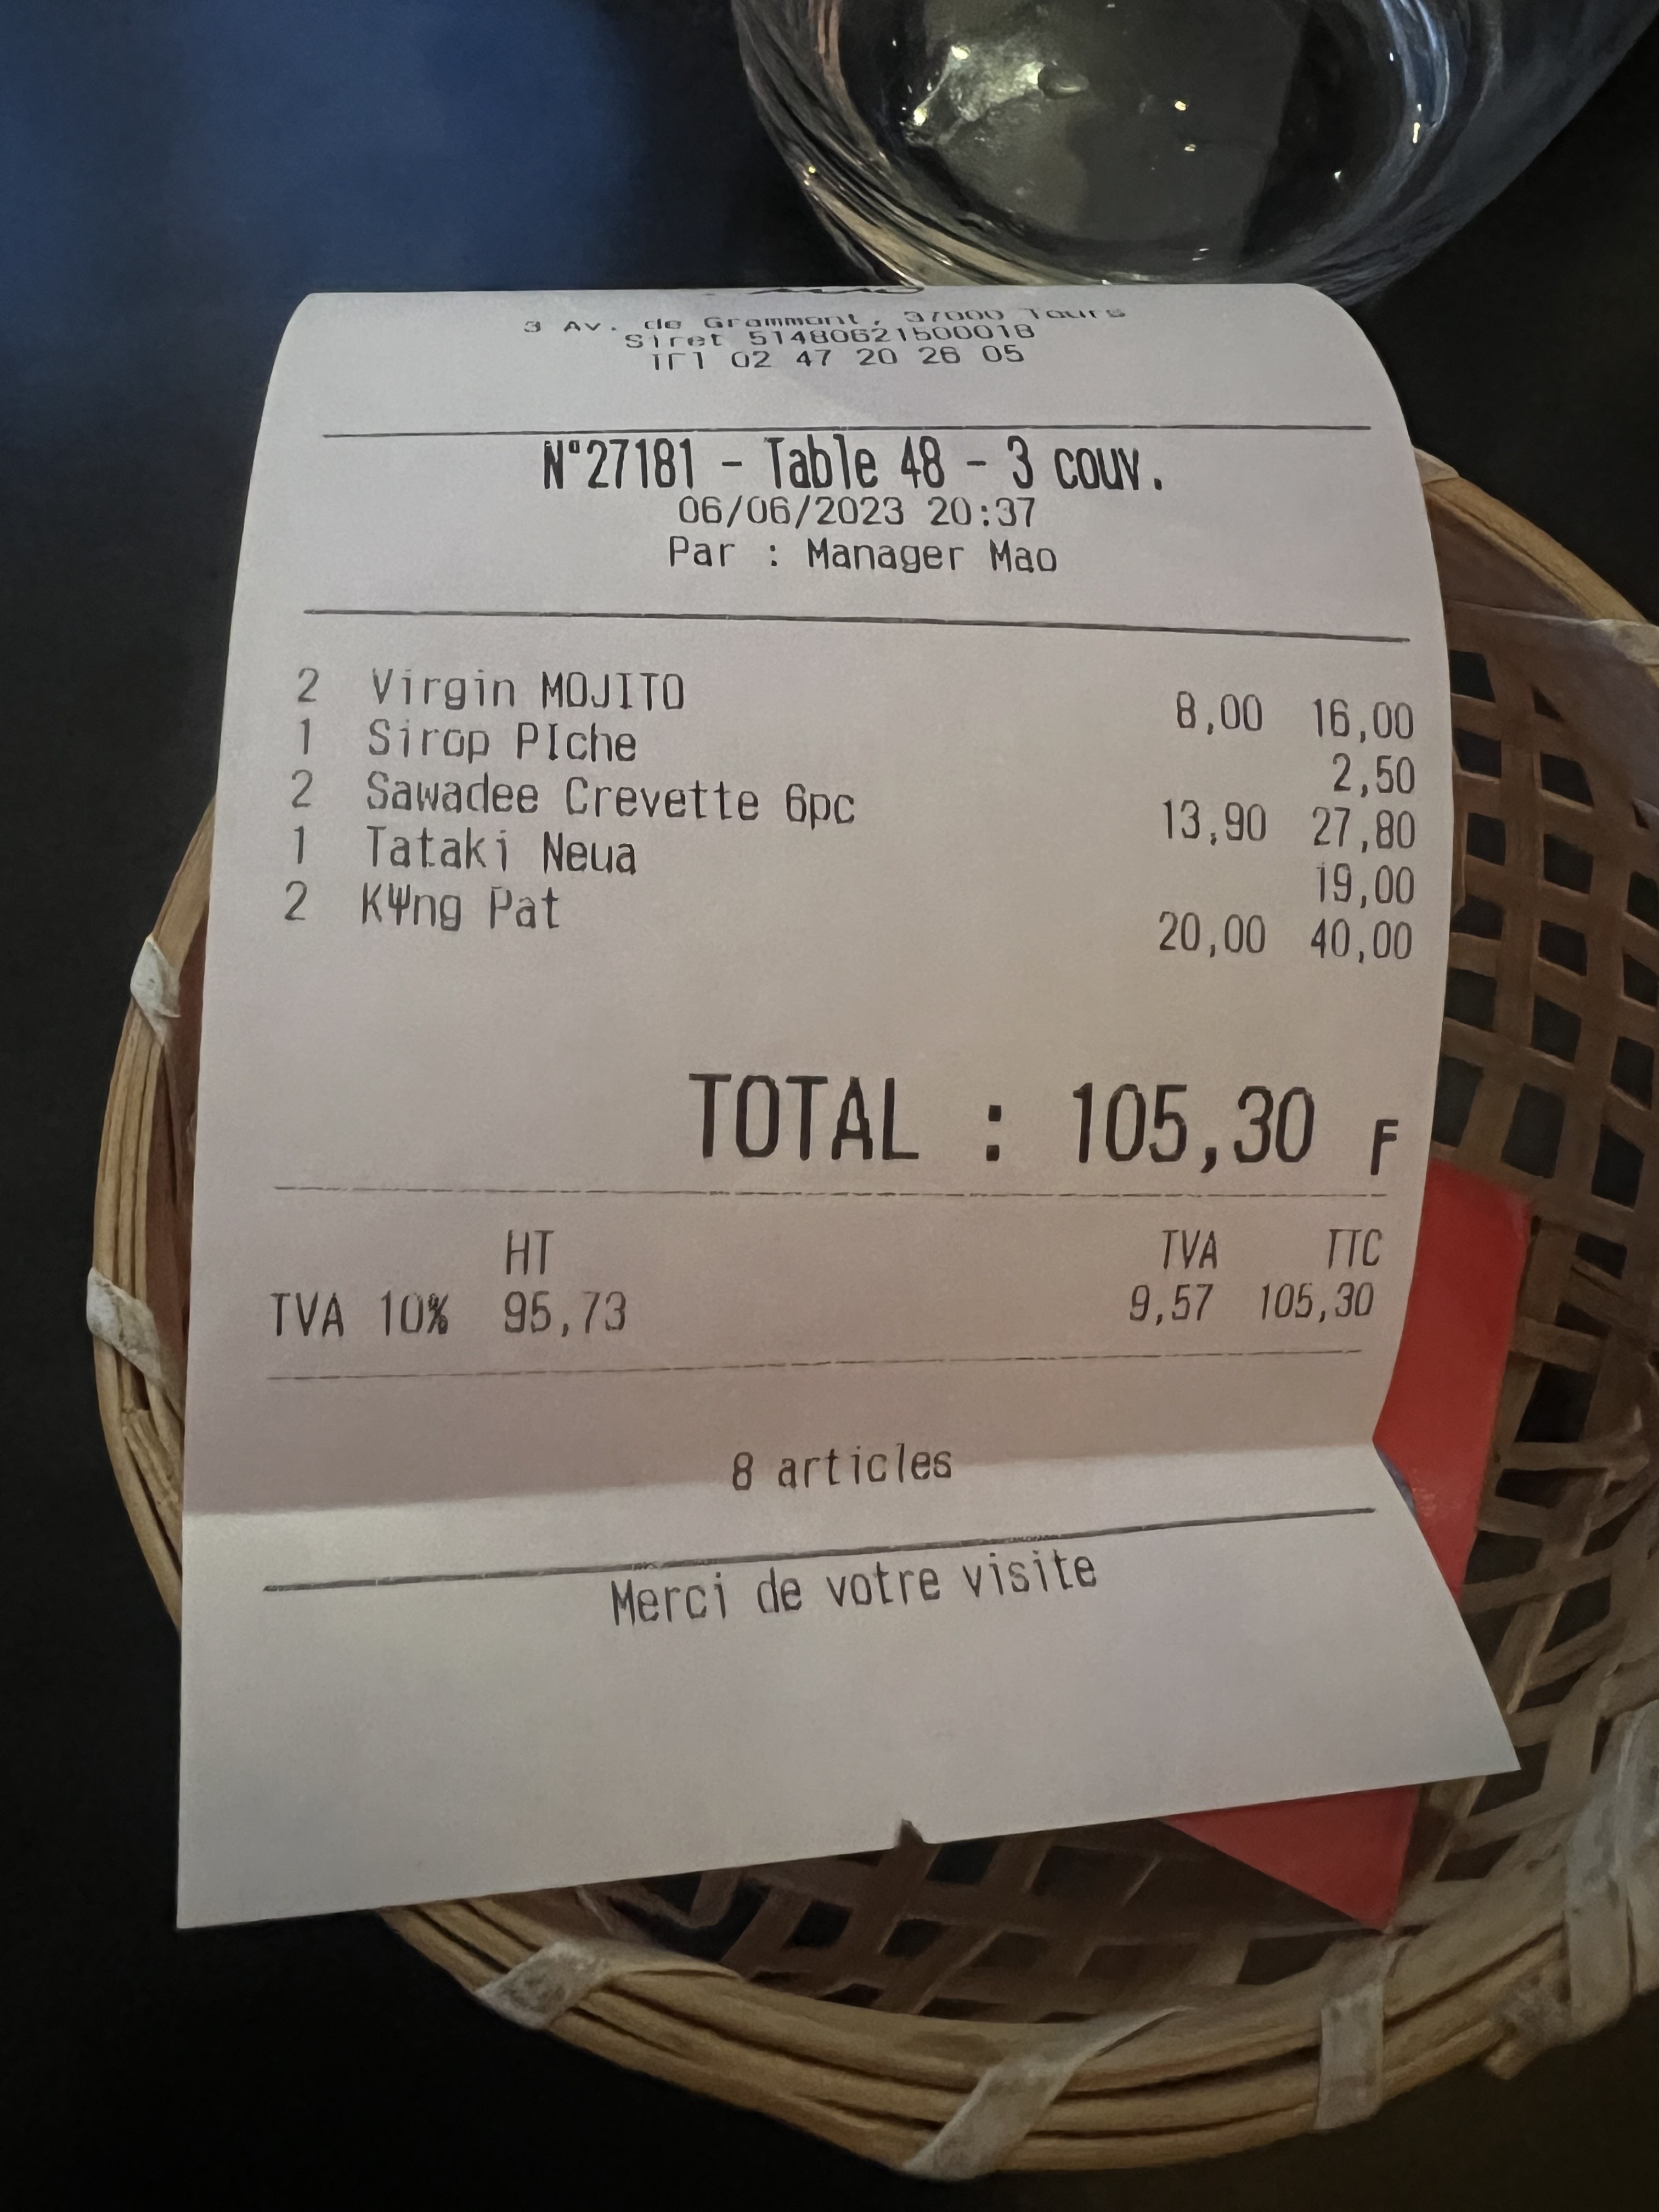 3 Av. de Grammont, 37000 Tours
Siret 51480621500018
02 47 20 26 05
N°27181 - Table 48 - 3 couv.
06/06/2023 20:37
Par : Manager Mao
2 Virgin MOJITO 8,00 16,00
1 Sirop PIche 2,50
2 Sawadee Crevette 6pc 13,90 27,80
1 Tataki Neua 19,00
2 KΨng Pat 20,00 40,00
TOTAL : 105,30 F
HT TVA TTC
TVA 10% 95,73 9,57 105,30
8 articles
Merci de votre visite